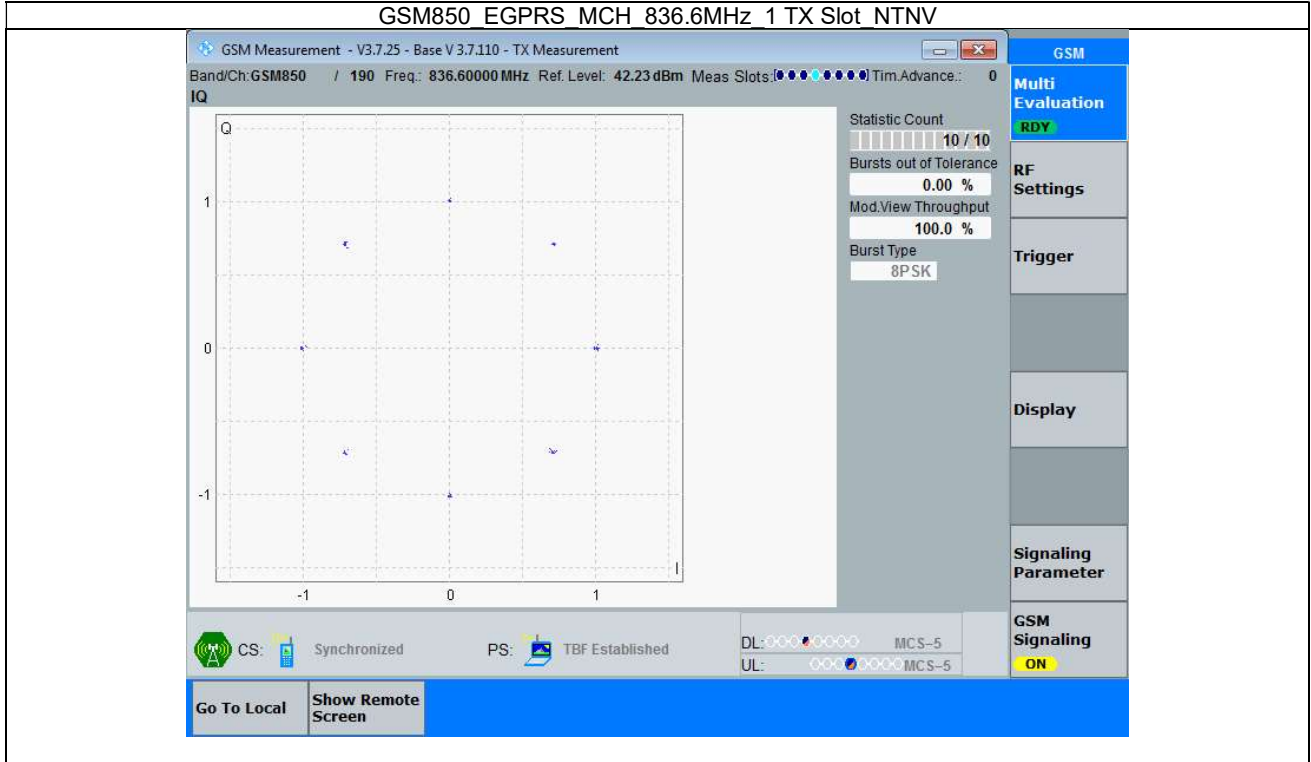 GSM850_EGPRS_MCH_836.6MHz_1 TX Slot_NTNV
GSM Measurement - V3.7.25 - Base V 3.7.110 - TX Measurement
GSM
Band/Ch: GSM850 / 190 Freq.: 836.60000 MHz Ref. Level: 42.23 dBm Meas Slots: Tim.Advance.: 0
IQ
Multi
Evaluation
RDY
Q
Statistic Count
10 / 10
Bursts out of Tolerance
0.00 %
Mod.View Throughput
100.0 %
Burst Type
8PSK
RF
Settings
Trigger
1
0
-1
I
-1 0 1
Display
Signaling
Parameter
GSM
Signaling
ON
CS: Synchronized PS: TBF Established DL: MCS-5
UL: MCS-5
Go To Local
Show Remote
Screen